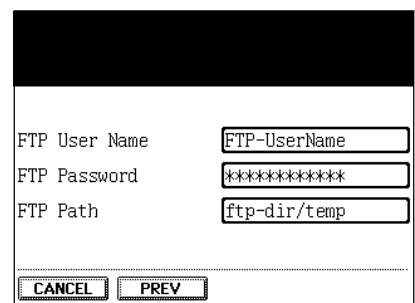 FTP User Name FTP-UserName
FTP Password ************
FTP Path ftp-dir/temp
CANCEL PREV